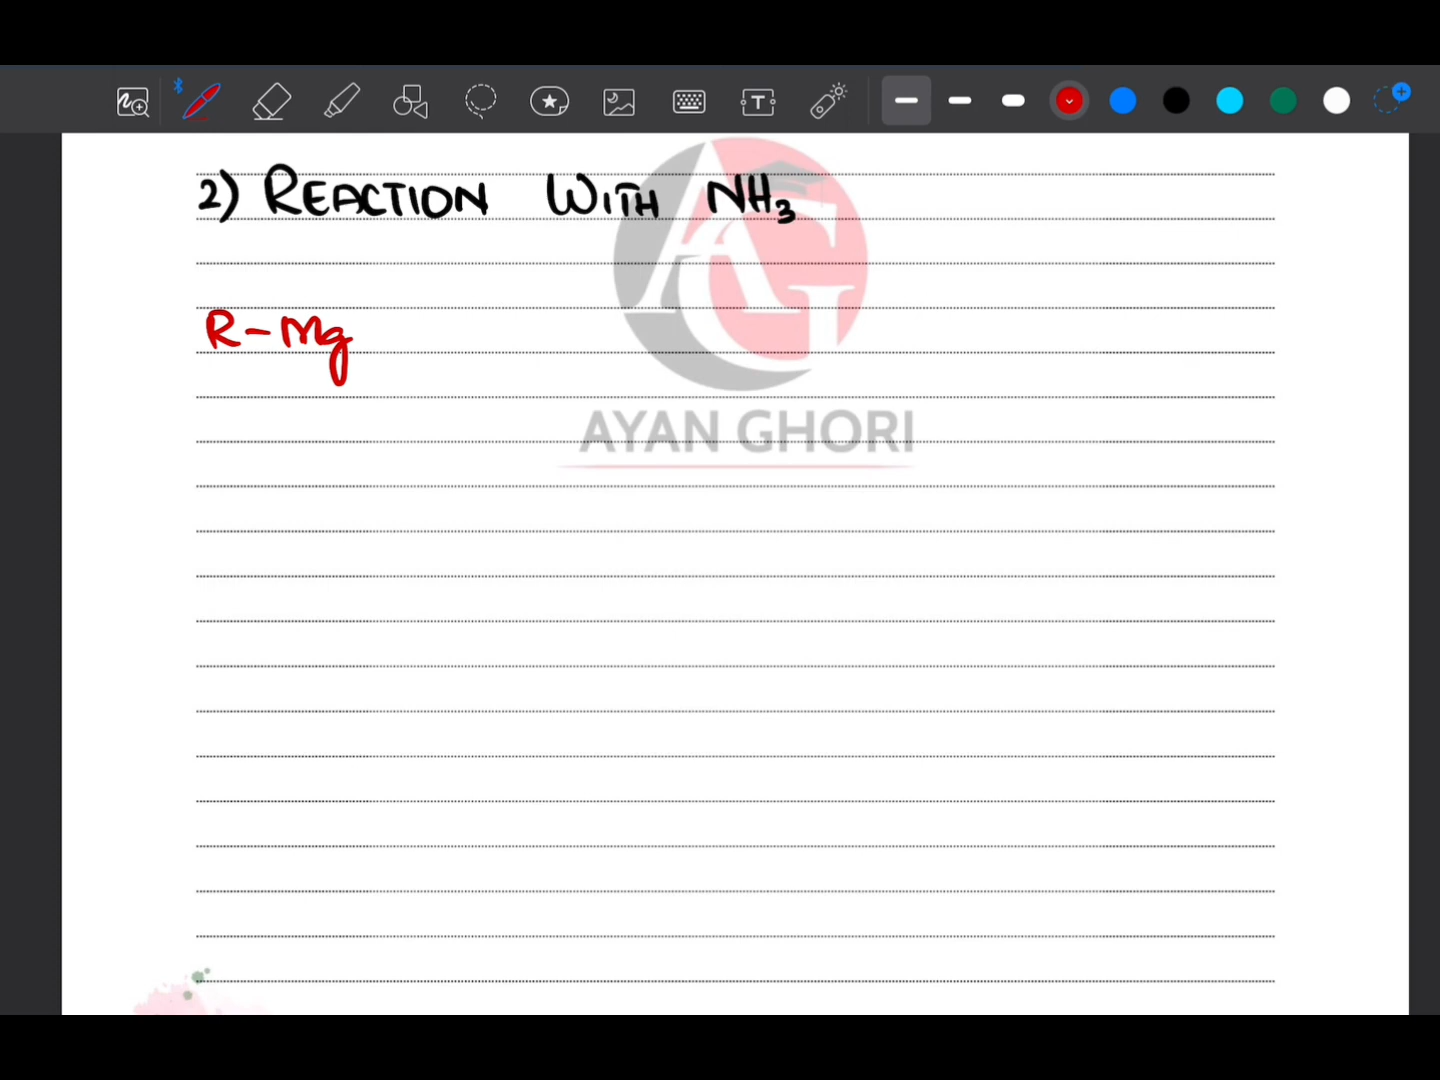 2) REACTION WITH NH₃
R-Mg
AYAN GHORI